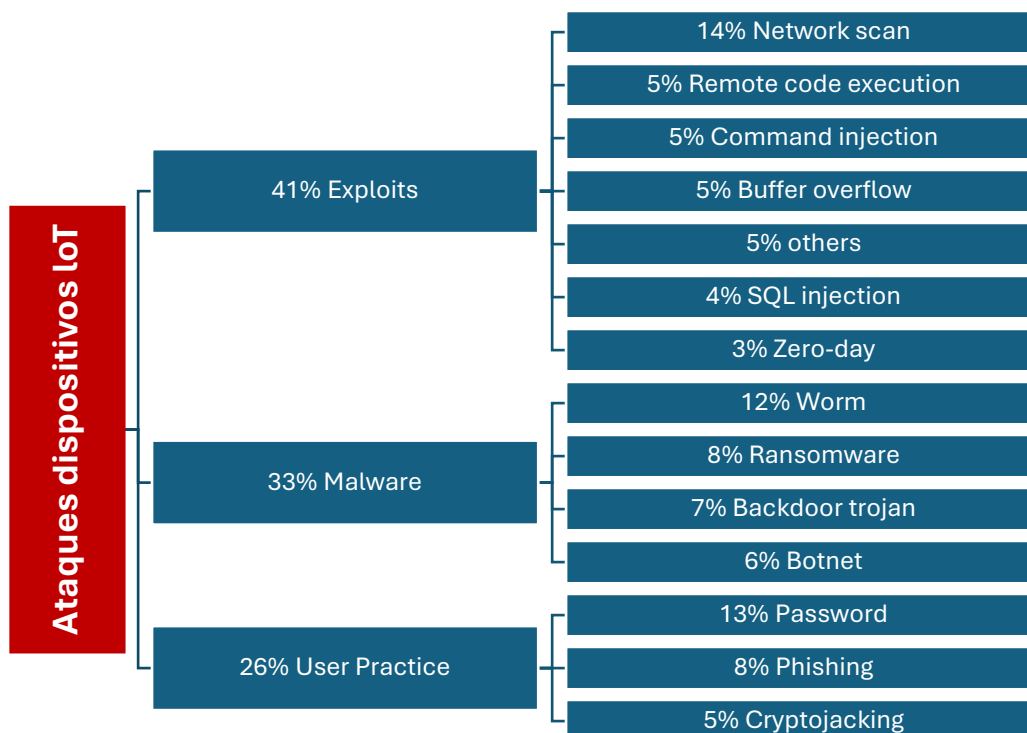 Ataques dispositivos IoT
41% Exploits
14% Network scan
5% Remote code execution
5% Command injection
5% Buffer overflow
5% others
4% SQL injection
3% Zero-day
33% Malware
12% Worm
8% Ransomware
7% Backdoor trojan
6% Botnet
26% User Practice
13% Password
8% Phishing
5% Cryptojacking